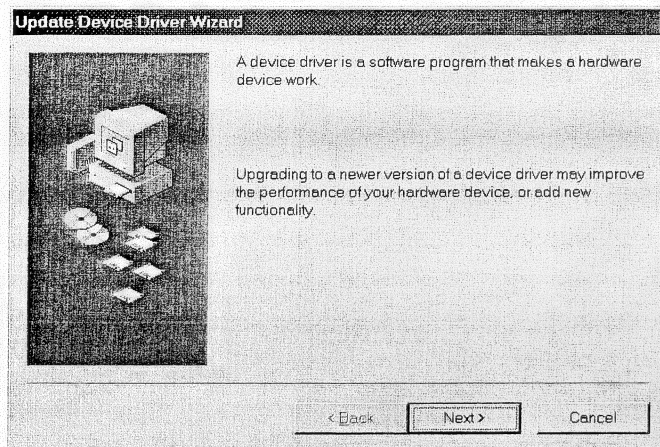 Update Device Driver Wizard
A device driver is a software program that makes a hardware
device work.
Upgrading to a newer version of a device driver may improve
the performance of your hardware device, or add new
functionality.
< Back
Next >
Cancel